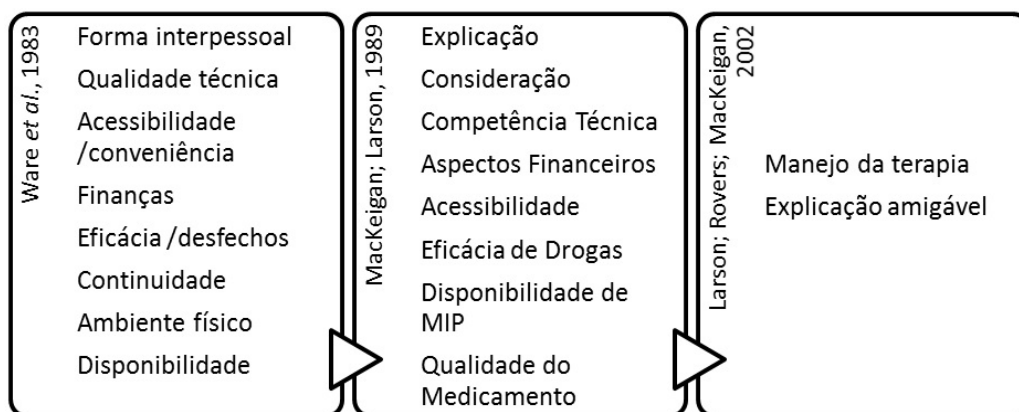 Ware et al., 1983
Forma interpessoal
Qualidade técnica
Acessibilidade
/conveniência
Finanças
Eficácia /desfechos
Continuidade
Ambiente físico
Disponibilidade
MacKeigan; Larson, 1989
Explicação
Consideração
Competência Técnica
Aspectos Financeiros
Acessibilidade
Eficácia de Drogas
Disponibilidade de
MIP
Qualidade do
Medicamento
Larson; Rovers; MacKeigan,
2002
Manejo da terapia
Explicação amigável